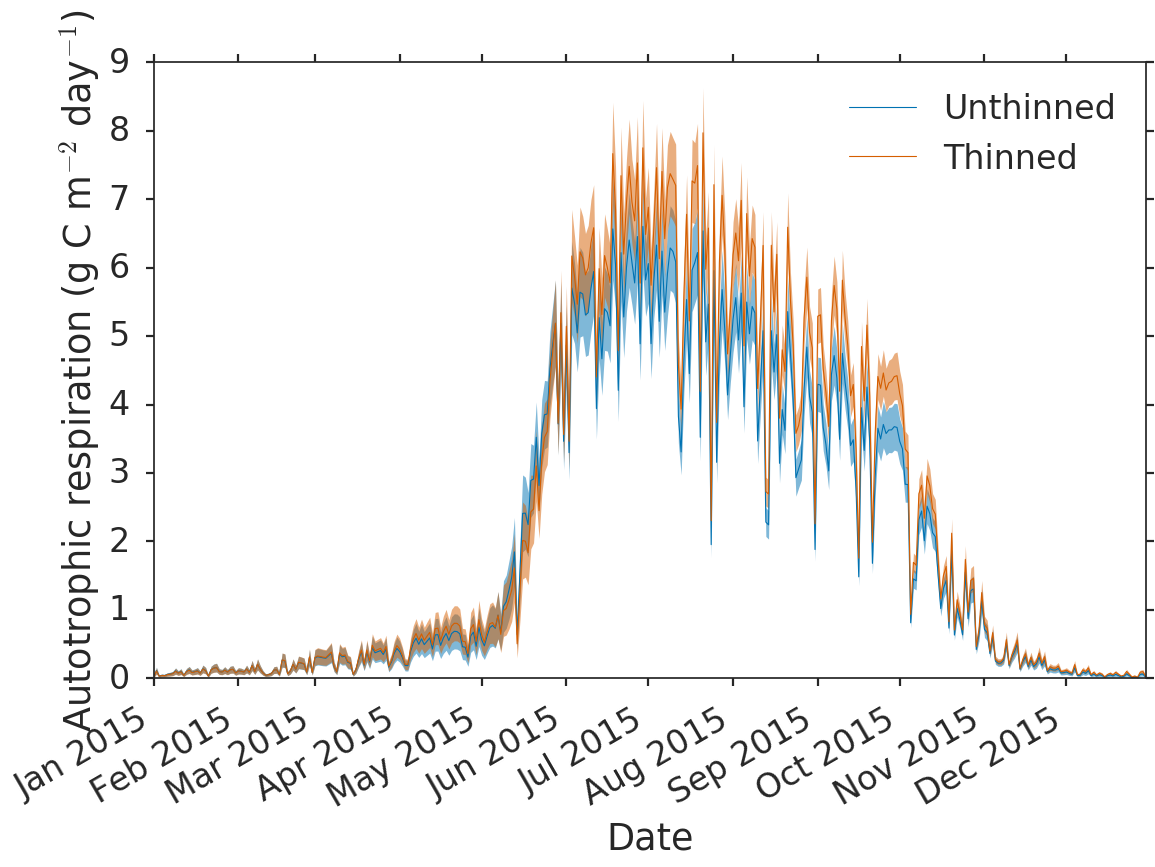 Autotrophic respiration (g C m⁻² day⁻¹)
9
8
7
6
5
4
3
2
1
0
Unthinned
Thinned
Jan 2015
Feb 2015
Mar 2015
Apr 2015
May 2015
Jun 2015
Jul 2015
Aug 2015
Sep 2015
Oct 2015
Nov 2015
Dec 2015
Date